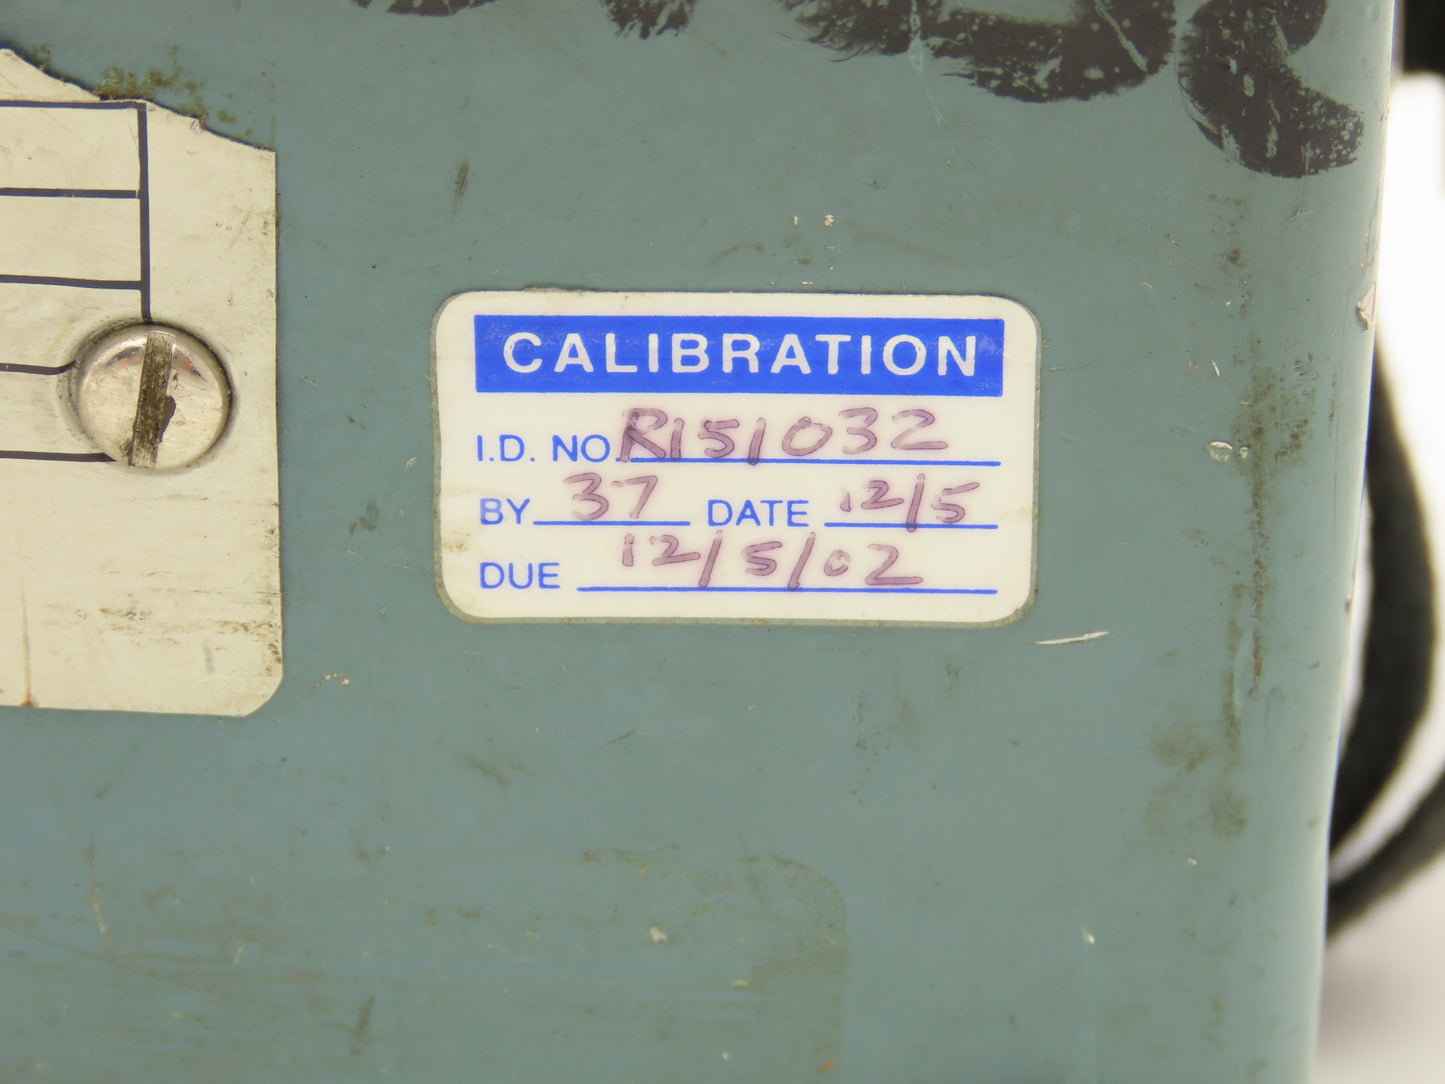 CALIBRATION
I.D. NO. R151032
BY 37 DATE 12/5
DUE 12/5/02